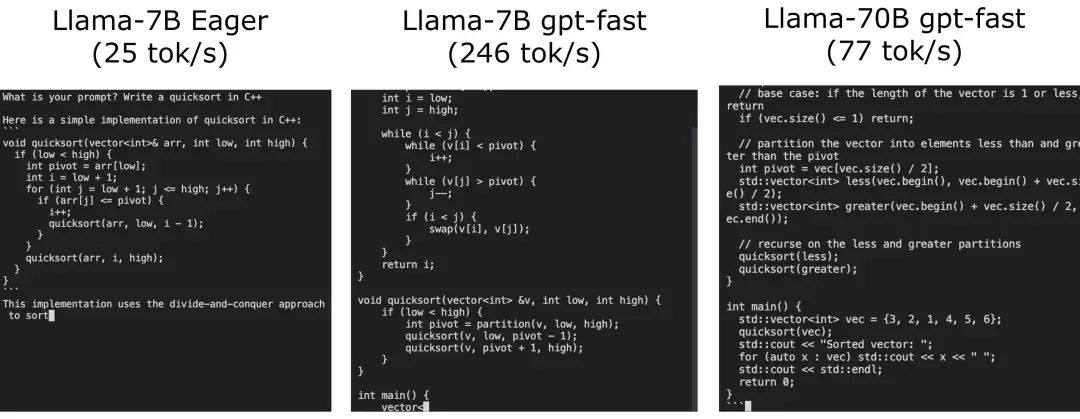 Llama-7B Eager
(25 tok/s)
What is your prompt? Write a quicksort in C++
Here is a simple implementation of quicksort in C++:
```
void quicksort(vector<int>& arr, int low, int high) {
  if (low < high) {
    int pivot = arr[low];
    int i = low + 1;
    for (int j = low + 1; j <= high; j++) {
      if (arr[j] <= pivot) {
        i++;
        quicksort(arr, low, i - 1);
      }
    }
    quicksort(arr, i, high);
  }
}
```
This implementation uses the divide-and-conquer approach
 to sort
Llama-7B gpt-fast
(246 tok/s)
    int i = low;
    int j = high;
    while (i < j) {
        while (v[i] < pivot) {
            i++;
        }
        while (v[j] > pivot) {
            j--;
        }
        if (i < j) {
            swap(v[i], v[j]);
        }
    }
    return i;
}
void quicksort(vector<int> &v, int low, int high) {
    if (low < high) {
        int pivot = partition(v, low, high);
        quicksort(v, low, pivot - 1);
        quicksort(v, pivot + 1, high);
    }
}
int main() {
    vector<
Llama-70B gpt-fast
(77 tok/s)
  // base case: if the length of the vector is 1 or less,
return
  if (vec.size() <= 1) return;
  // partition the vector into elements less than and gre
ter than the pivot
  int pivot = vec[vec.size() / 2];
  std::vector<int> less(vec.begin(), vec.begin() + vec.si
e() / 2);
  std::vector<int> greater(vec.begin() + vec.size() / 2,
ec.end());
  // recurse on the less and greater partitions
  quicksort(less);
  quicksort(greater);
}
int main() {
  std::vector<int> vec = {3, 2, 1, 4, 5, 6};
  quicksort(vec);
  std::cout << "Sorted vector: ";
  for (auto x : vec) std::cout << x << " ";
  std::cout << std::endl;
  return 0;
}
```